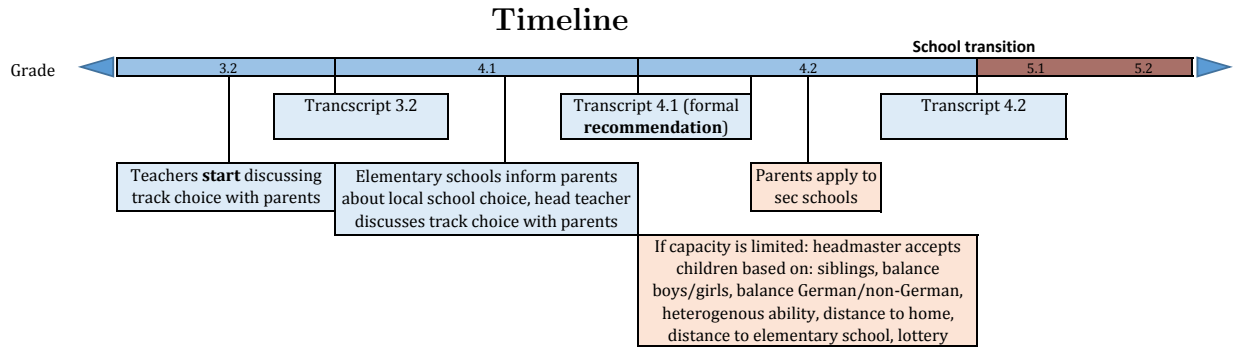 Timeline
School transition
Grade
3.2
4.1
4.2
5.1
5.2
Trancscript 3.2
Transcript 4.1 (formal
recommendation)
Transcript 4.2
Teachers start discussing
track choice with parents
Elementary schools inform parents
about local school choice, head teacher
discusses track choice with parents
Parents apply to
sec schools
If capacity is limited: headmaster accepts
children based on: siblings, balance
boys/girls, balance German/non-German,
heterogenous ability, distance to home,
distance to elementary school, lottery